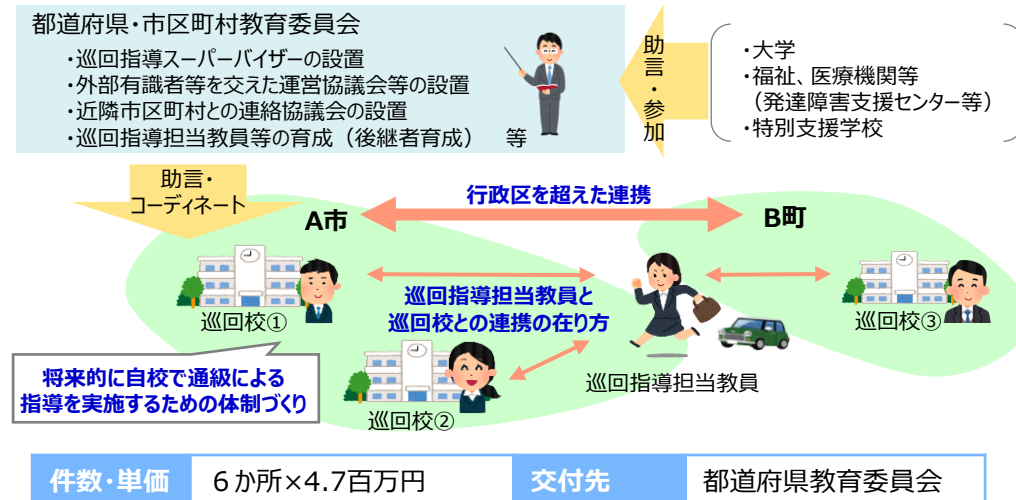 都道府県・市区町村教育委員会
・巡回指導スーパーバイザーの設置
・外部有識者等を交えた運営協議会等の設置
・近隣市区町村との連絡協議会の設置
・巡回指導担当教員等の育成（後継者育成） 等
助言・参加
・大学
・福祉、医療機関等
（発達障害支援センター等）
・特別支援学校
助言・
コーディネート
行政区を超えた連携
A市
B町
巡回校①
巡回指導担当教員と
巡回校との連携の在り方
巡回校③
将来的に自校で通級による
指導を実施するための体制づくり
巡回校②
巡回指導担当教員
件数・単価 ６か所×4.7百万円 交付先 都道府県教育委員会